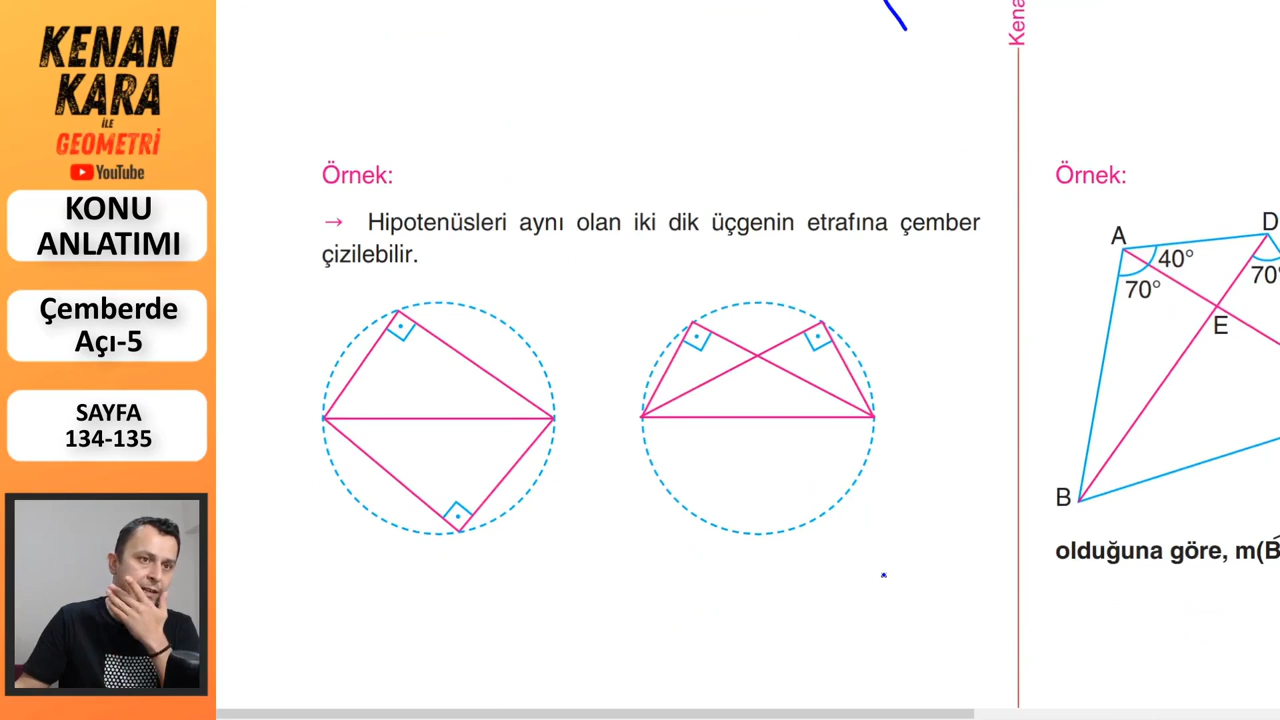 KENAN
KARA
İLE
GEOMETRİ
YouTube
KONU
ANLATIMI
Çemberde
Açı-5
SAYFA
134-135
Örnek:
→ Hipotenüsleri aynı olan iki dik üçgenin etrafına çember
çizilebilir.
Kena
Örnek:
A
D
40°
70°
70°
E
B
olduğuna göre, m(B